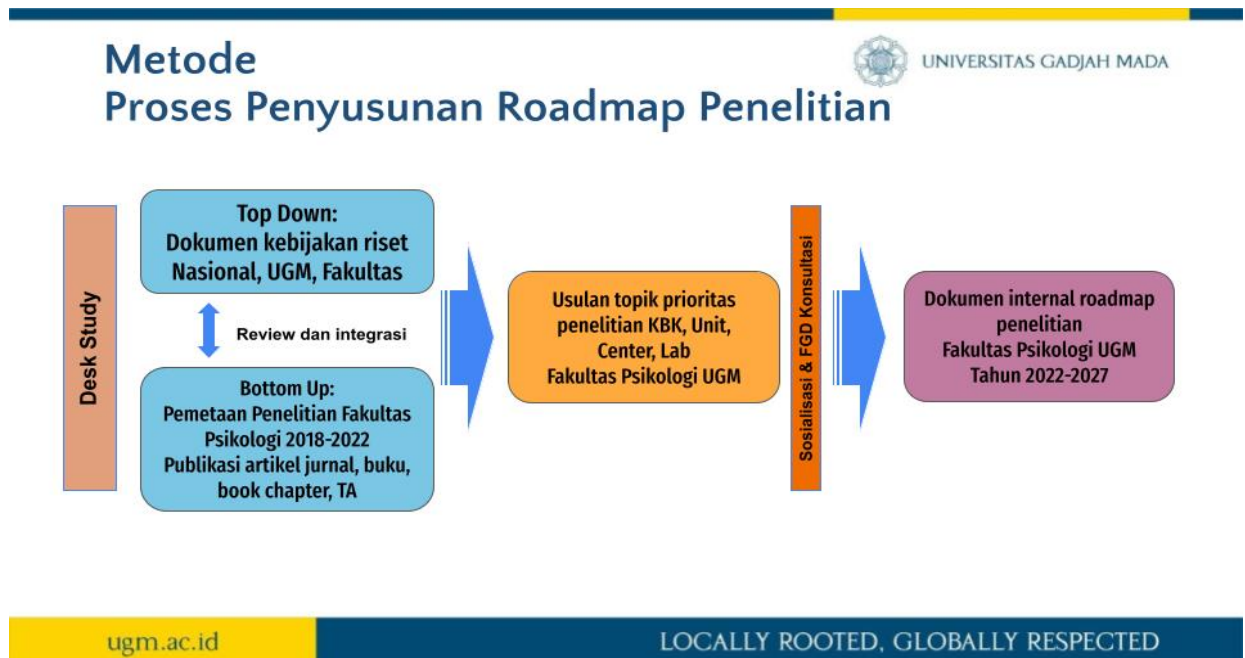 Metode
Proses Penyusunan Roadmap Penelitian
UNIVERSITAS GADJAH MADA
Desk Study
Top Down:
Dokumen kebijakan riset
Nasional, UGM, Fakultas
Review dan integrasi
Bottom Up:
Pemetaan Penelitian Fakultas
Psikologi 2018-2022
Publikasi artikel jurnal, buku,
book chapter, TA
Usulan topik prioritas
penelitian KBK, Unit,
Center, Lab
Fakultas Psikologi UGM
Sosialisasi & FGD Konsultasi
Dokumen internal roadmap
penelitian
Fakultas Psikologi UGM
Tahun 2022-2027
ugm.ac.id
LOCALLY ROOTED, GLOBALLY RESPECTED